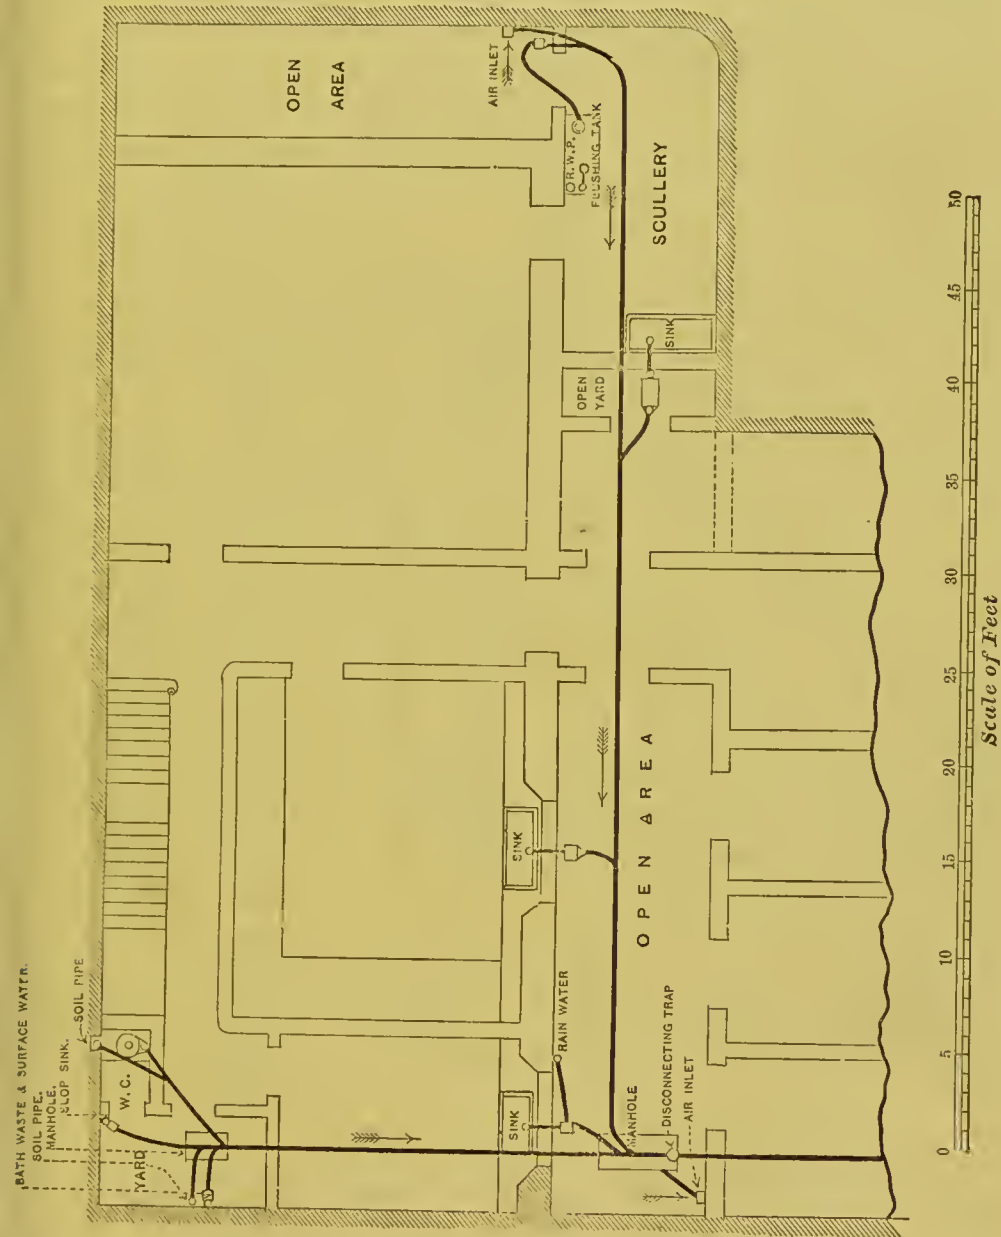 OPEN
AREA
AIR INLET
R.W.P.
FLUSHING TANK
SCULLERY
SINK
OPEN
YARD
SINK
OPEN AREA
BATH WASTE & SURFACE WATER.
SOIL PIPE.
MANHOLE.
SLOP SINK.
SOIL PIPE
W.C.
YARD
RAIN WATER
SINK
MANHOLE
DISCONNECTING TRAP
AIR INLET
0 5 10 15 20 25 30 35 40 45 50
Scale of Feet